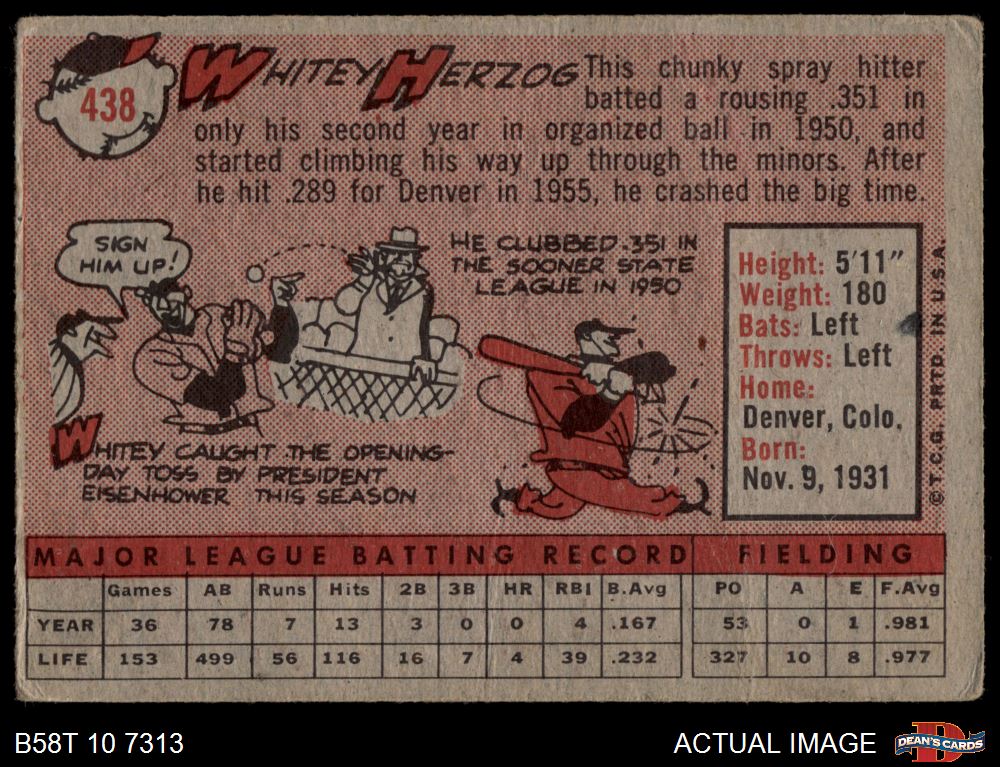 438
WHITEY HERZOG This chunky spray hitter
batted a rousing .351 in
only his second year in organized ball in 1950, and
started climbing his way up through the minors. After
he hit .289 for Denver in 1955, he crashed the big time.
SIGN
HIM UP!
HE CLUBBED .351 IN
THE SOONER STATE
LEAGUE IN 1950
WHITEY CAUGHT THE OPENING-
DAY TOSS BY PRESIDENT
EISENHOWER THIS SEASON
Height: 5'11"
Weight: 180
Bats: Left
Throws: Left
Home:
Denver, Colo.
Born:
Nov. 9, 1931
©T.C.G. PRTD. IN U.S.A.
MAJOR LEAGUE BATTING RECORD FIELDING
Games AB Runs Hits 2B 3B HR RBI B.Avg PO A E F.Avg
YEAR 36 78 7 13 3 0 0 4 .167 53 0 1 .981
LIFE 153 499 56 116 16 7 4 39 .232 327 10 8 .977
B58T 10 7313
ACTUAL IMAGE
D
DEAN'S CARDS